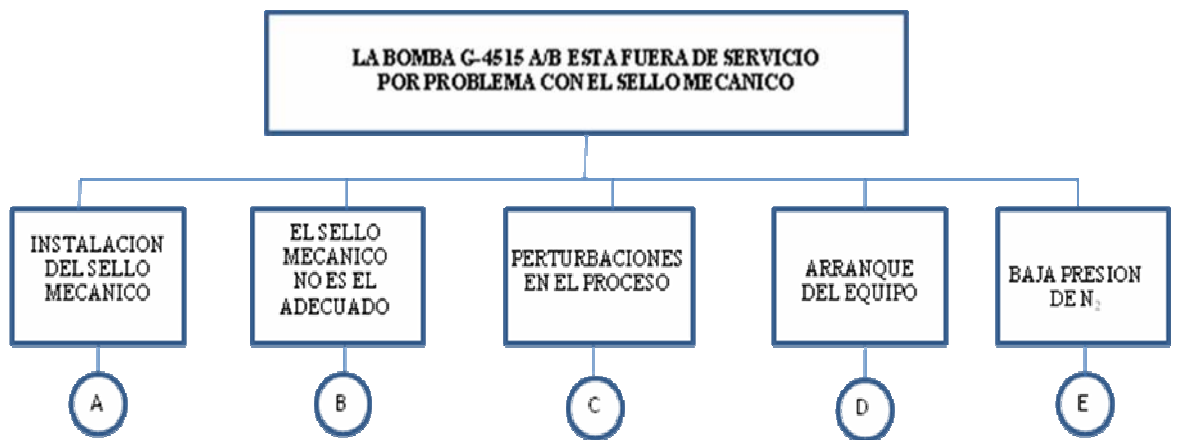 LA BOMBA G-4515 A/B ESTA FUERA DE SERVICIO
POR PROBLEMA CON EL SELLO MECANICO
INSTALACION
DEL SELLO
MECANICO
EL SELLO
MECANICO
NO ES EL
ADECUADO
PERTURBACIONES
EN EL PROCESO
ARRANQUE
DEL EQUIPO
BAJA PRESION
DE N₂
A
B
C
D
E